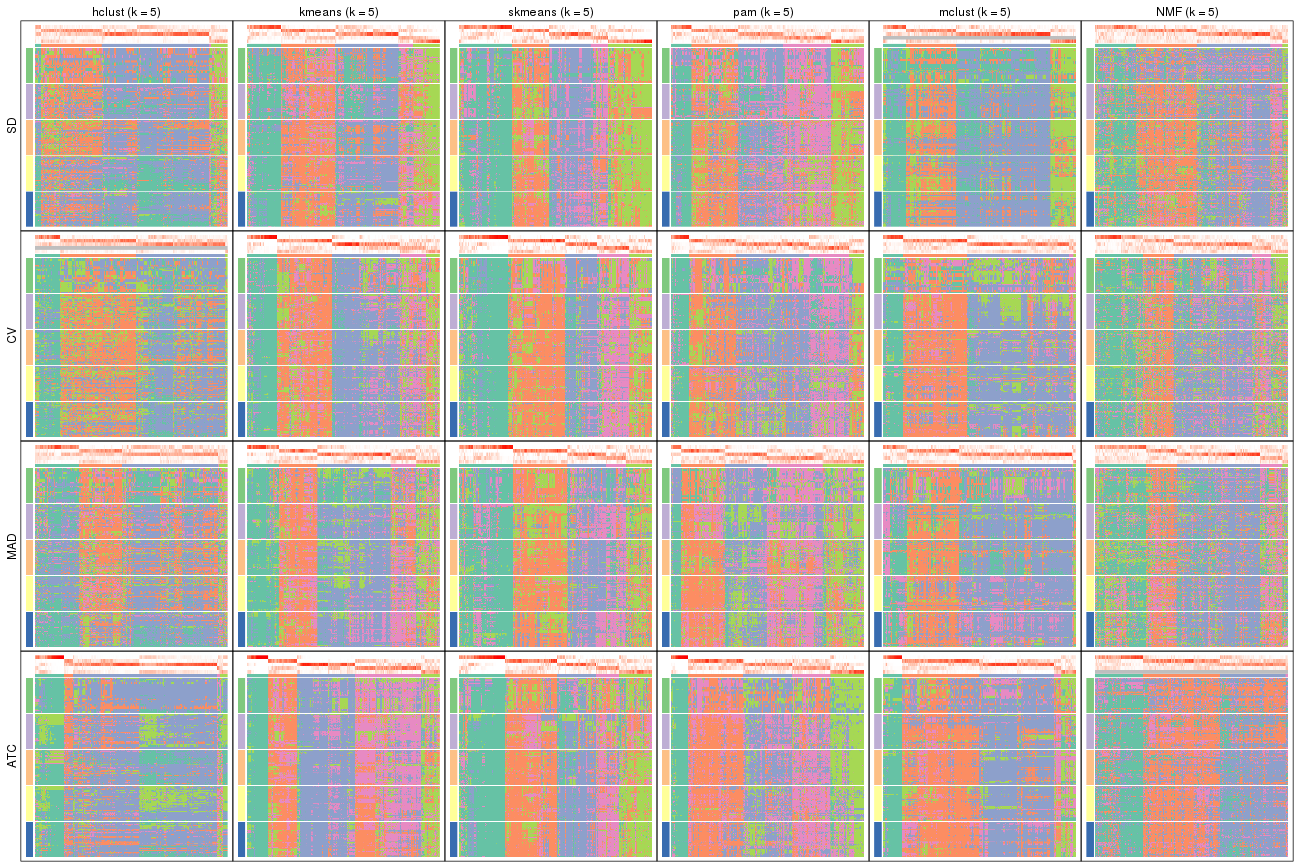 hclust (k = 5) kmeans (k = 5) skmeans (k = 5) pam (k = 5) mclust (k = 5) NMF (k = 5)
SD
CV
MAD
ATC